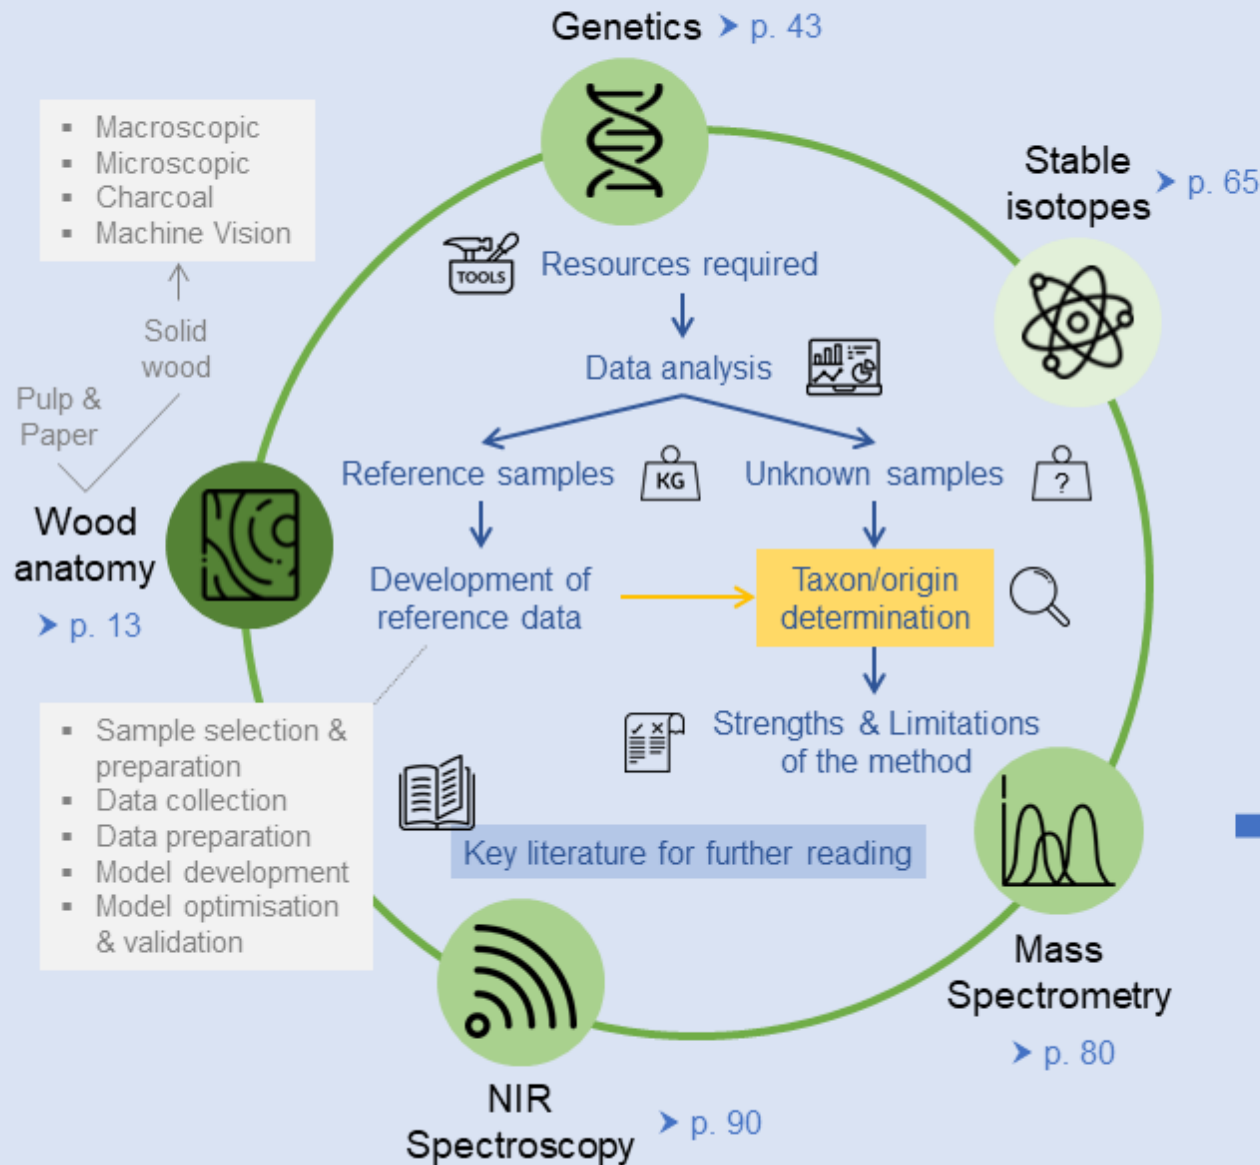 Genetics ➤ p. 43
▪ Macroscopic
▪ Microscopic
▪ Charcoal
▪ Machine Vision
Stable
isotopes
➤ p. 65
TOOLS
Resources required
Solid
wood
Data analysis
Pulp &
Paper
Reference samples
KG
Unknown samples
?
Wood
anatomy
➤ p. 13
Development of
reference data
Taxon/origin
determination
▪ Sample selection &
preparation
▪ Data collection
▪ Data preparation
▪ Model development
▪ Model optimisation
& validation
Strengths & Limitations
of the method
Key literature for further reading
Mass
Spectrometry
➤ p. 80
NIR
Spectroscopy
➤ p. 90